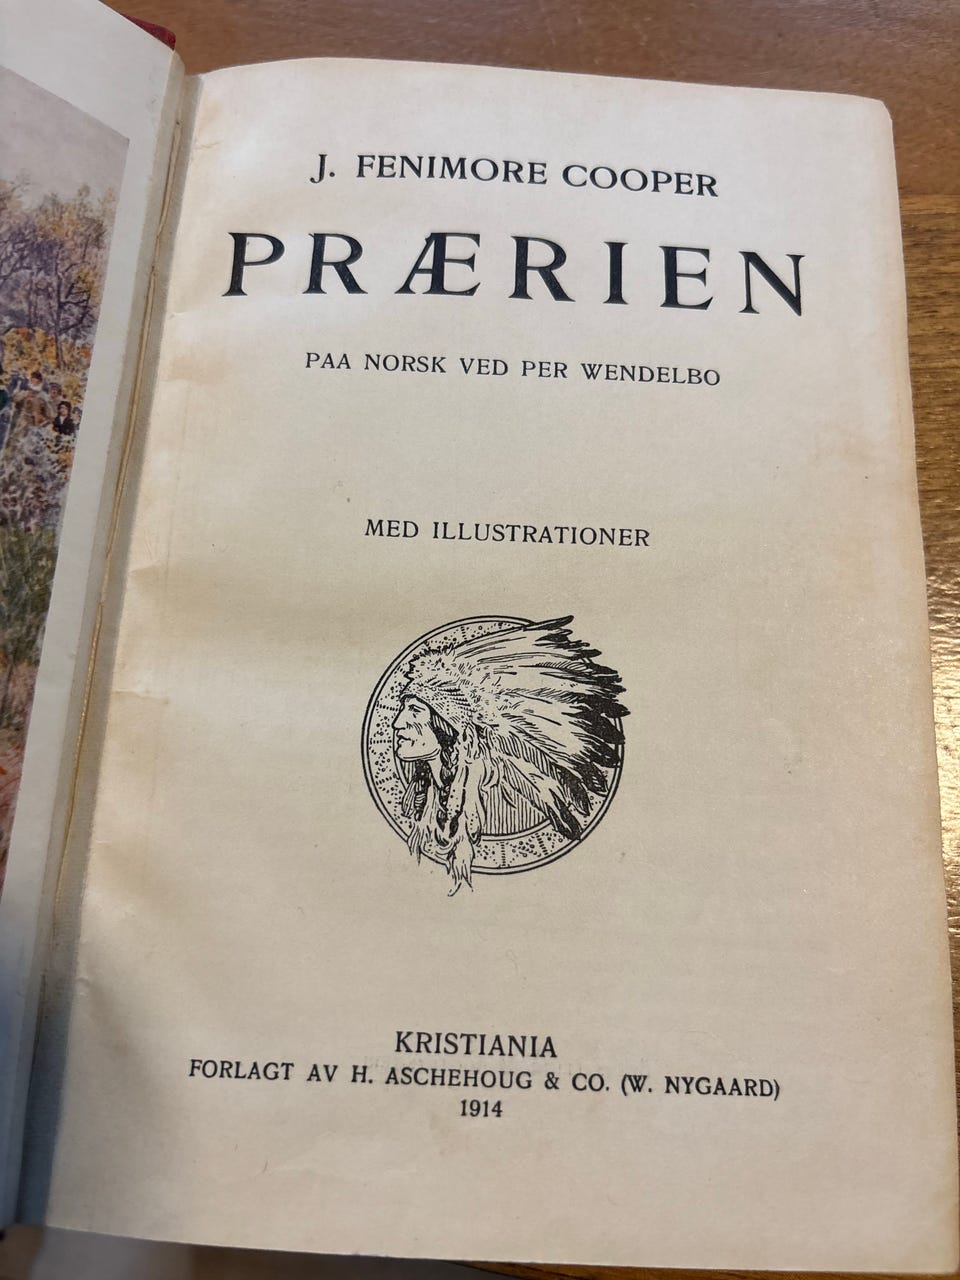 J. FENIMORE COOPER
PRÆRIEN
PAA NORSK VED PER WENDELBO
MED ILLUSTRATIONER
KRISTIANIA
FORLAGT AV H. ASCHEHOUG & CO. (W. NYGAARD)
1914